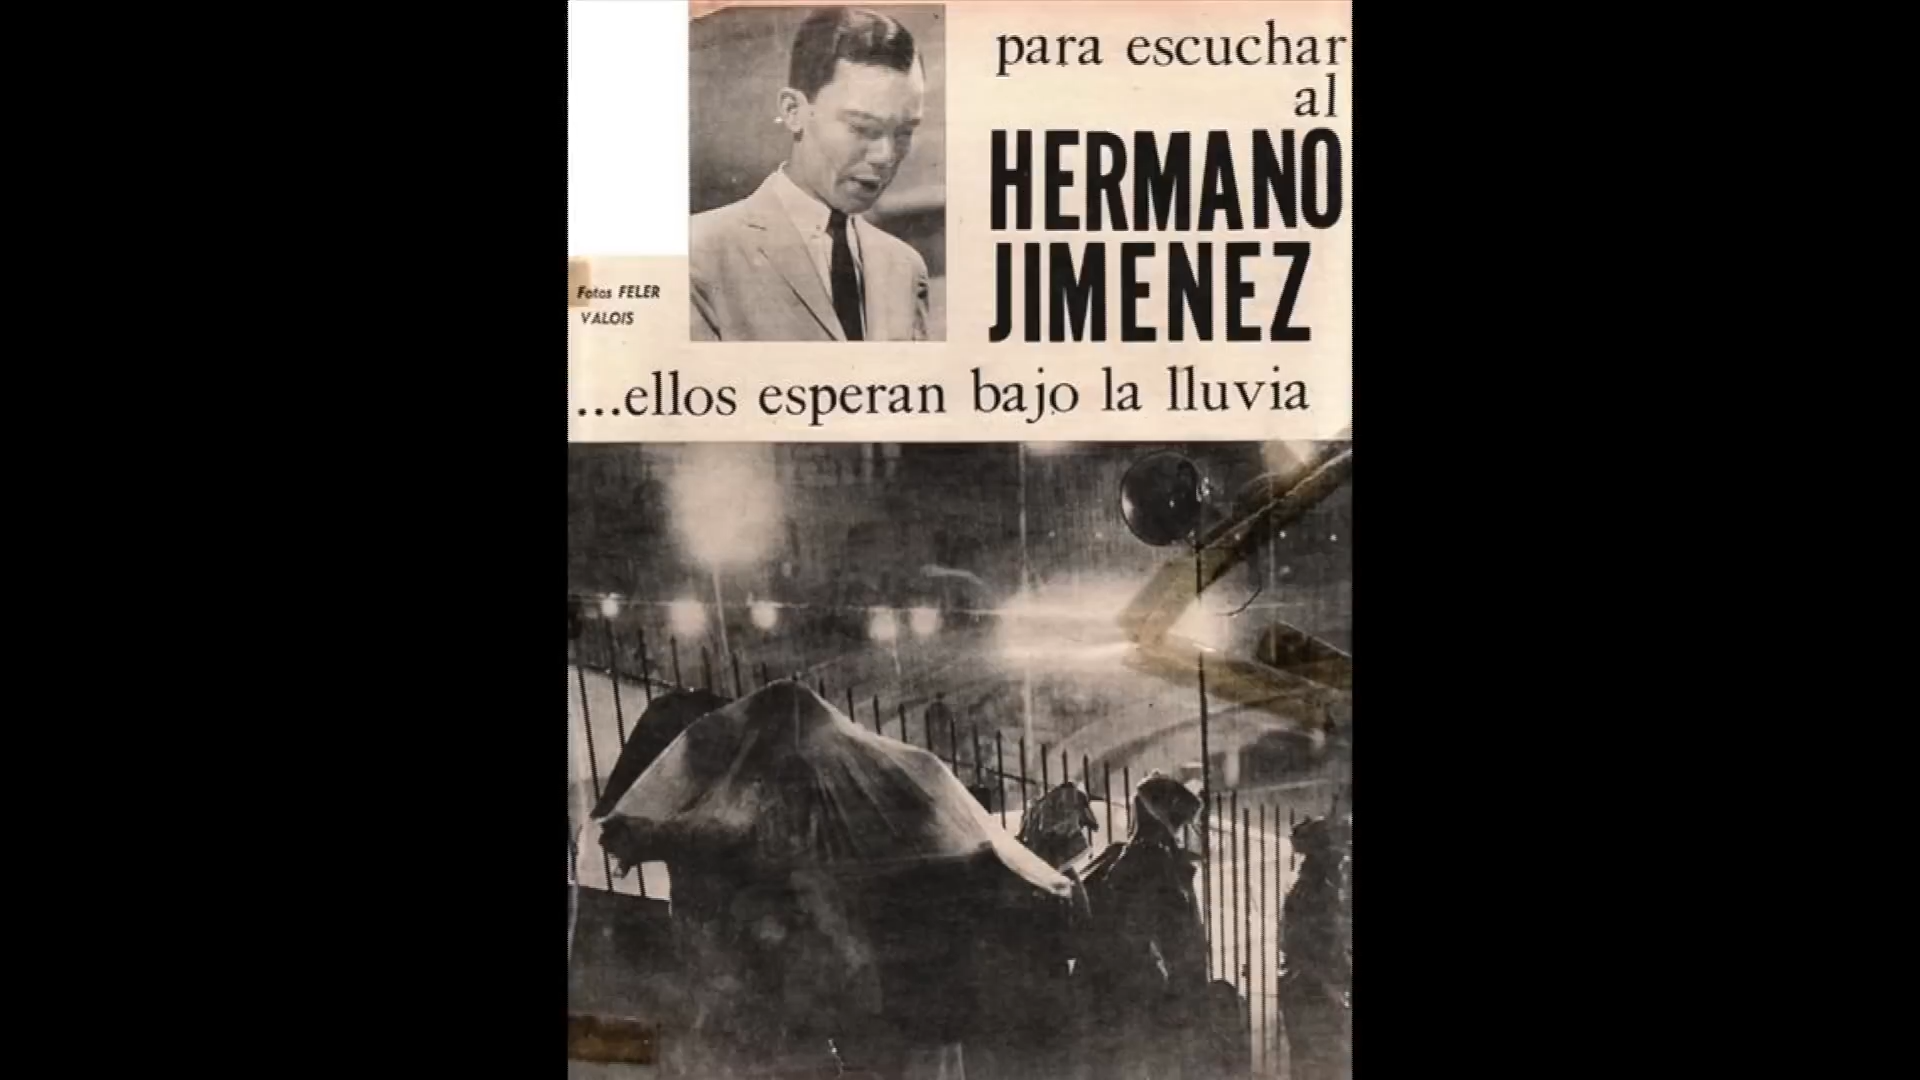 para escuchar
al
HERMANO
JIMENEZ
Fotos FELER
VALOIS
...ellos esperan bajo la lluvia